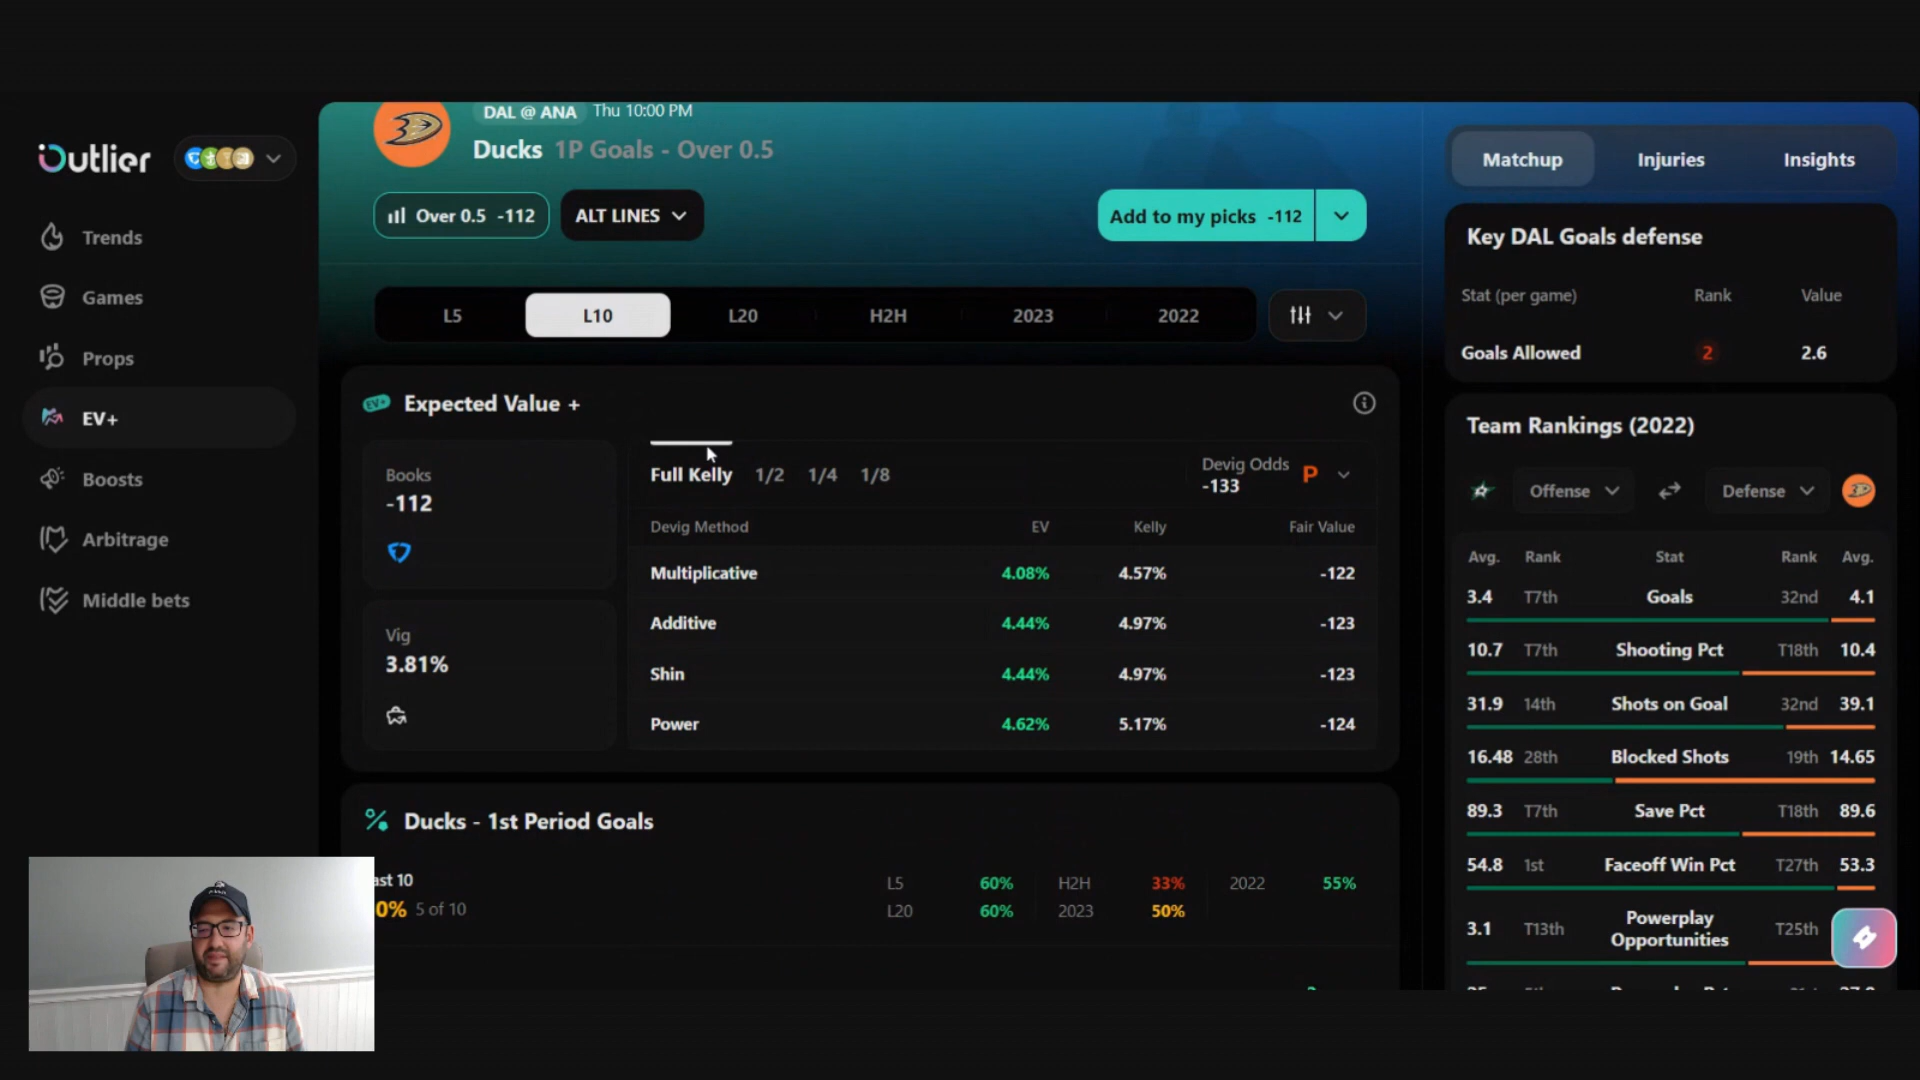 Outlier
Trends
Games
Props
EV+
Boosts
Arbitrage
Middle bets
DAL @ ANA Thu 10:00 PM
Ducks 1P Goals - Over 0.5
Over 0.5 -112 ALT LINES
Add to my picks -112
L5 L10 L20 H2H 2023 2022
EV+ Expected Value +
Books
-112
Vig
3.81%
Full Kelly 1/2 1/4 1/8
Devig Odds
-133 P
Devig Method EV Kelly Fair Value
Multiplicative 4.08% 4.57% -122
Additive 4.44% 4.97% -123
Shin 4.44% 4.97% -123
Power 4.62% 5.17% -124
Ducks - 1st Period Goals
ast 10
0% 5 of 10
L5 60% H2H 33% 2022 55%
L20 60% 2023 50%
Matchup Injuries Insights
Key DAL Goals defense
Stat (per game) Rank Value
Goals Allowed 2 2.6
Team Rankings (2022)
Offense Defense
Avg. Rank Stat Rank Avg.
3.4 T7th Goals 32nd 4.1
10.7 T7th Shooting Pct T18th 10.4
31.9 14th Shots on Goal 32nd 39.1
16.48 28th Blocked Shots 19th 14.65
89.3 T7th Save Pct T18th 89.6
54.8 1st Faceoff Win Pct T27th 53.3
3.1 T13th Powerplay Opportunities T25th